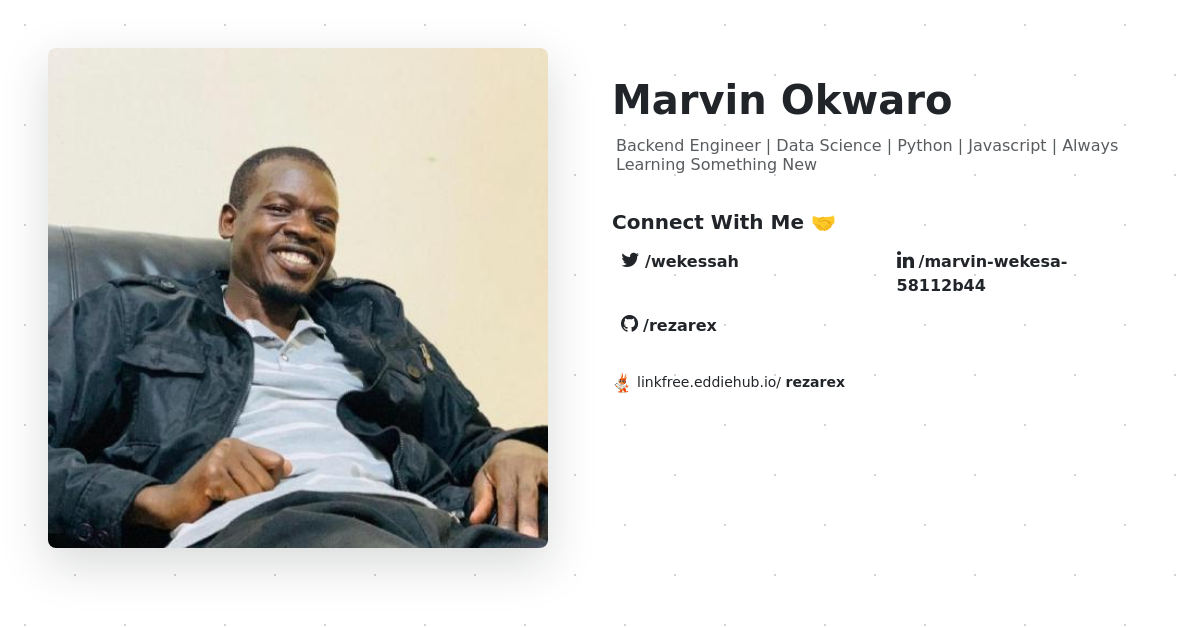 Marvin Okwaro
Backend Engineer | Data Science | Python | Javascript | Always
Learning Something New
Connect With Me 🤝
/wekessah
/marvin-wekesa-
58112b44
/rezarex
linkfree.eddiehub.io/ rezarex